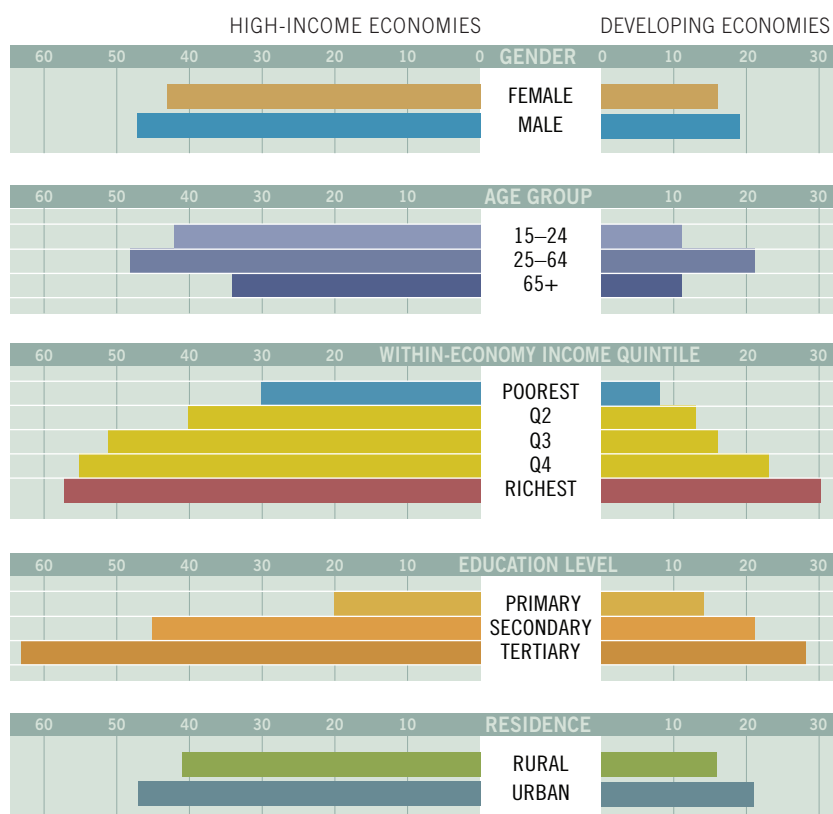 HIGH-INCOME ECONOMIES DEVELOPING ECONOMIES
60 50 40 30 20 10 0 GENDER 0 10 20 30
FEMALE
MALE
60 50 40 30 20 10 AGE GROUP 0 10 20 30
15–24
25–64
65+
60 50 40 30 20 WITHIN-ECONOMY INCOME QUINTILE 20 30
POOREST
Q2
Q3
Q4
RICHEST
60 50 40 30 20 10 EDUCATION LEVEL 10 20 30
PRIMARY
SECONDARY
TERTIARY
60 50 40 30 20 10 RESIDENCE 10 20 30
RURAL
URBAN